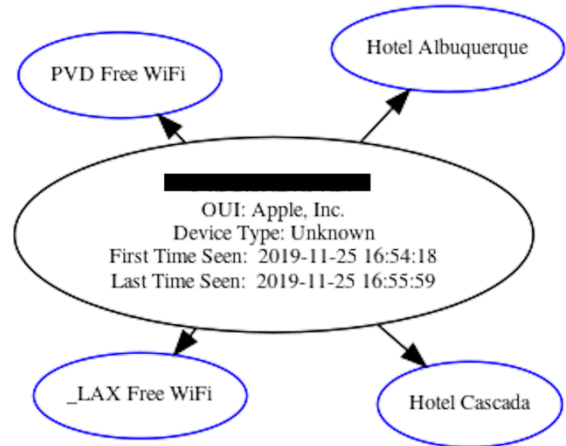 PVD Free WiFi
Hotel Albuquerque
OUI: Apple, Inc.
Device Type: Unknown
First Time Seen: 2019-11-25 16:54:18
Last Time Seen: 2019-11-25 16:55:59
_LAX Free WiFi
Hotel Cascada